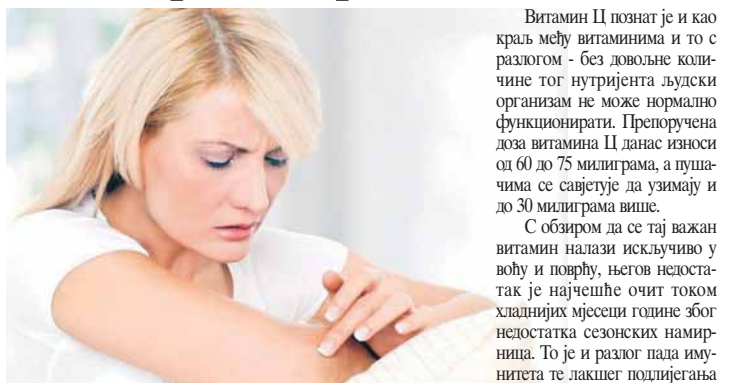 Витамин Ц познат је и као
краљ међу витаминима и то с
разлогом - без довољне коли-
чине тог нутријента људски
организам не може нормално
функционирати. Препоручена
доза витамина Ц данас износи
од 60 до 75 милиграма, а пуша-
чима се савјетује да узимају и
до 30 милиграма више.
С обзиром да се тај важан
витамин налази искључиво у
воћу и поврћу, његов недоста-
так је најчешће очит током
хладнијих мјесеци године због
недостатка сезонских намир-
ница. То је и разлог пада иму-
нитета те лакшег подлијегања